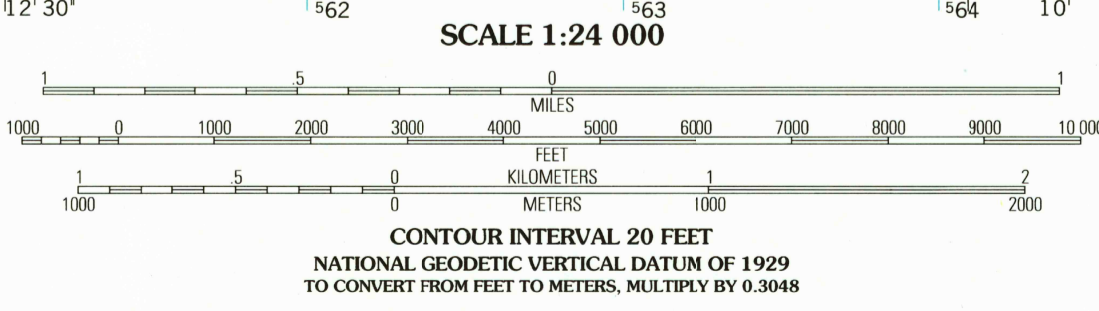 12' 30" 562 563 564 10'
SCALE 1:24 000
1 .5 0 1
MILES
1000 0 1000 2000 3000 4000 5000 6000 7000 8000 9000 10 000
FEET
1 .5 0 KILOMETERS 1 2
1000 0 METERS 1000 2000
CONTOUR INTERVAL 20 FEET
NATIONAL GEODETIC VERTICAL DATUM OF 1929
TO CONVERT FROM FEET TO METERS, MULTIPLY BY 0.3048